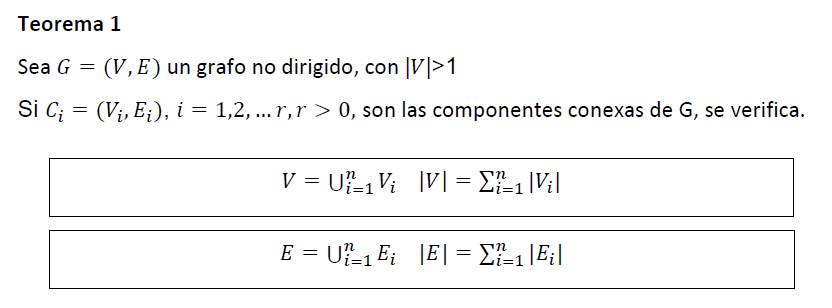 Teorema 1
Sea G = (V, E) un grafo no dirigido, con |V|>1
Si Cᵢ = (Vᵢ, Eᵢ), i = 1,2, … r, r > 0, son las componentes conexas de G, se verifica.
V = ⋃ⁿᵢ₌₁ Vᵢ |V| = ∑ⁿᵢ₌₁ |Vᵢ|
E = ⋃ⁿᵢ₌₁ Eᵢ |E| = ∑ⁿᵢ₌₁ |Eᵢ|